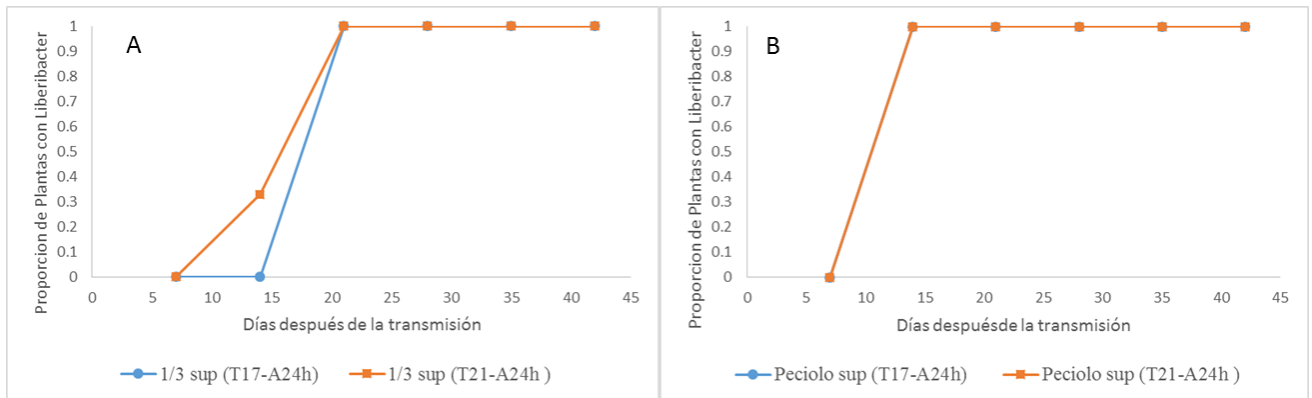 A
Proporcion de Plantas con Liberibacter
1
0.9
0.8
0.7
0.6
0.5
0.4
0.3
0.2
0.1
0
0 5 10 15 20 25 30 35 40 45
Días después de la transmisión
1/3 sup (T17-A24h) 1/3 sup (T21-A24h )
B
Proporcion de Plantas con Liberibacter
1
0.9
0.8
0.7
0.6
0.5
0.4
0.3
0.2
0.1
0
0 5 10 15 20 25 30 35 40 45
Días despuésde la transmisión
Peciolo sup (T17-A24h) Peciolo sup (T21-A24h )